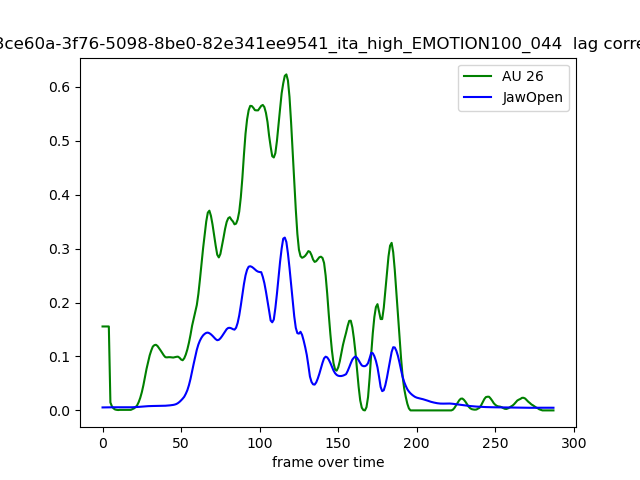 3ce60a-3f76-5098-8be0-82e341ee9541_ita_high_EMOTION100_044 lag corre
AU 26
JawOpen
0.6
0.5
0.4
0.3
0.2
0.1
0.0
0 50 100 150 200 250 300
frame over time